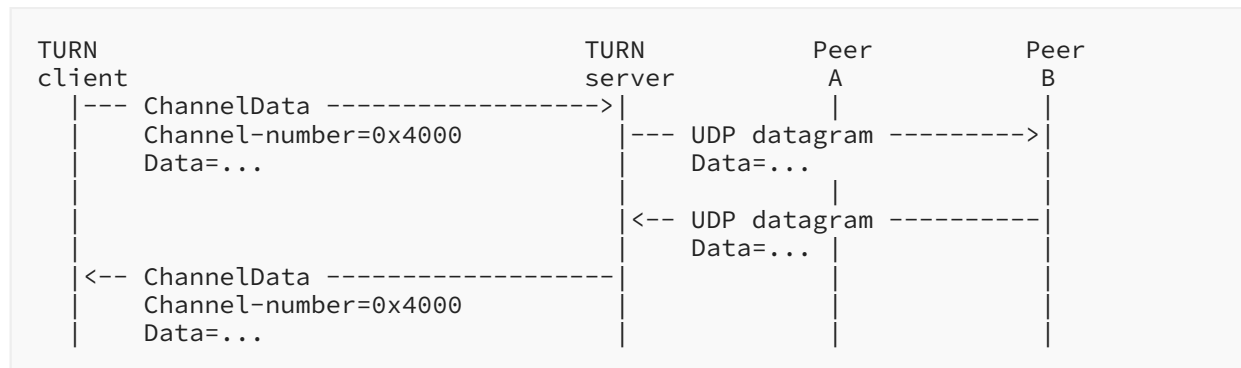 TURN                                 TURN           Peer          Peer
client                               server          A             B
  |--- ChannelData ------------------>|              |             |
  |    Channel-number=0x4000          |--- UDP datagram --------->|
  |    Data=...                       |    Data=...                |
  |                                   |              |             |
  |                                   |<-- UDP datagram ----------|
  |                                   |    Data=... |              |
  |<-- ChannelData -------------------|              |             |
  |    Channel-number=0x4000          |              |             |
  |    Data=...                       |              |             |